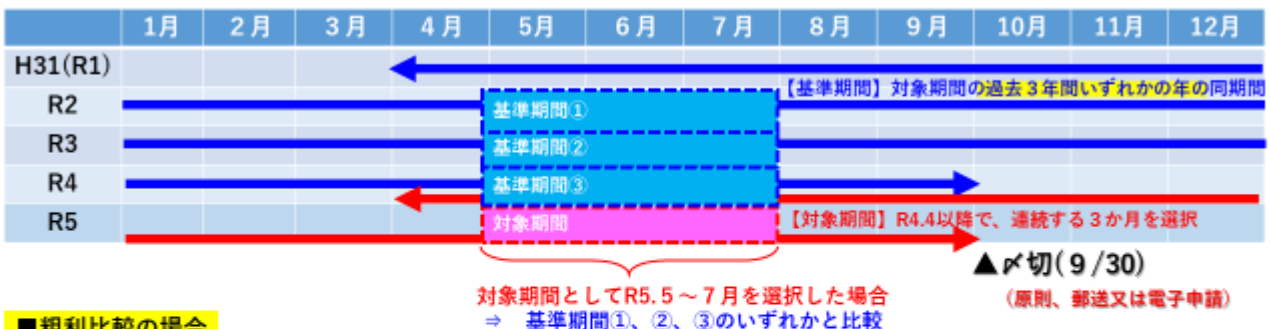 1月 2月 3月 4月 5月 6月 7月 8月 9月 10月 11月 12月
H31(R1)
【基準期間】対象期間の過去3年間いずれかの年の同期間
R2 基準期間①
R3 基準期間②
R4 基準期間③
R5 対象期間 【対象期間】R4.4以降で、連続する3か月を選択
▲〆切(9/30)
(原則、郵送又は電子申請)
対象期間としてR5.5～7月を選択した場合
⇒ 基準期間①、②、③のいずれかと比較
■粗利比較の場合